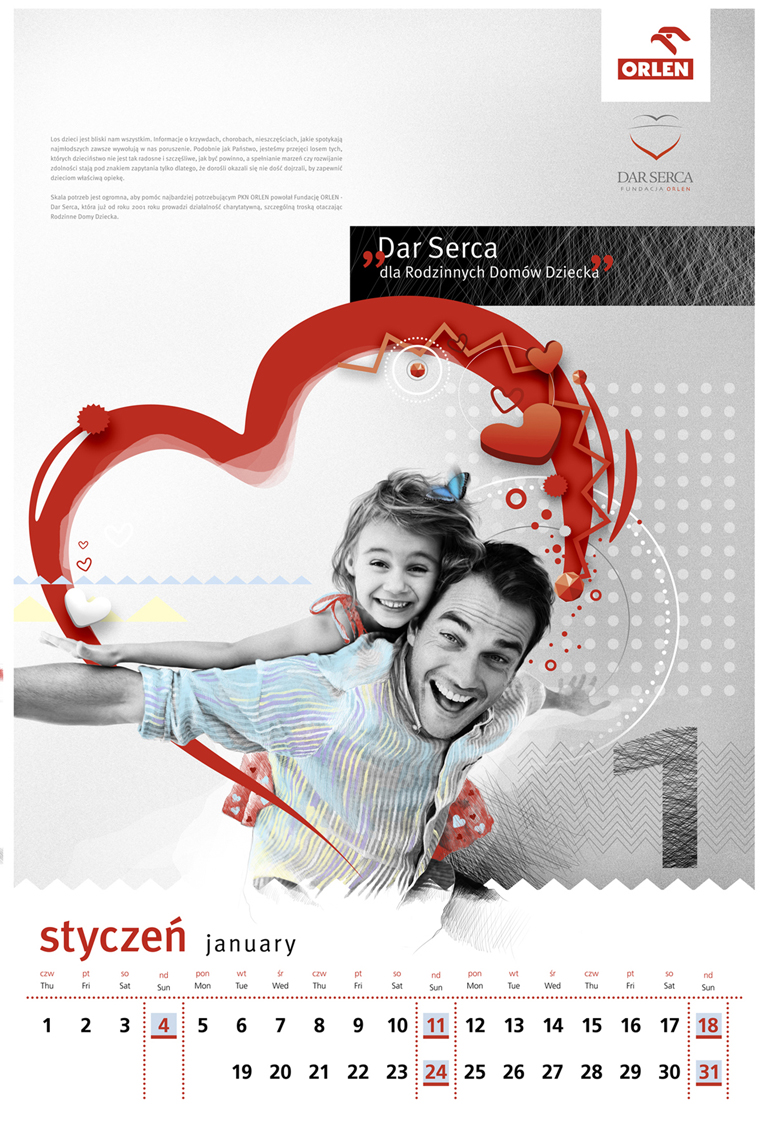 ORLEN
DAR SERCA
FUNDACJA ORLEN
Los dzieci jest bliski nam wszystkim. Informacje o krzywdach, chorobach, nieszczęściach, jakie spotykają
najmłodszych zawsze wywołują w nas poruszenie. Podobnie jak Państwo, jesteśmy przejęci losem tych,
których dzieciństwo nie jest tak radosne i szczęśliwe, jak być powinno, a spełnianie marzeń czy rozwijanie
zdolności stają pod znakiem zapytania tylko dlatego, że dorośli okazali się nie dość dojrzali, by zapewnić
dzieciom właściwą opiekę.
Skala potrzeb jest ogromna, aby pomóc najbardziej potrzebującym PKN ORLEN powołał Fundację ORLEN -
Dar Serca, która już od roku 2001 roku prowadzi działalność charytatywną, szczególną troską otaczając
Rodzinne Domy Dziecka.
„Dar Serca
dla Rodzinnych Domów Dziecka”
1
styczeń january
czw pt so nd pon wt śr czw pt so nd pon wt śr czw pt so nd
Thu Fri Sat Sun Mon Tue Wed Thu Fri Sat Sun Mon Tue Wed Thu Fri Sat Sun
1 2 3 4 5 6 7 8 9 10 11 12 13 14 15 16 17 18
19 20 21 22 23 24 25 26 27 28 29 30 31